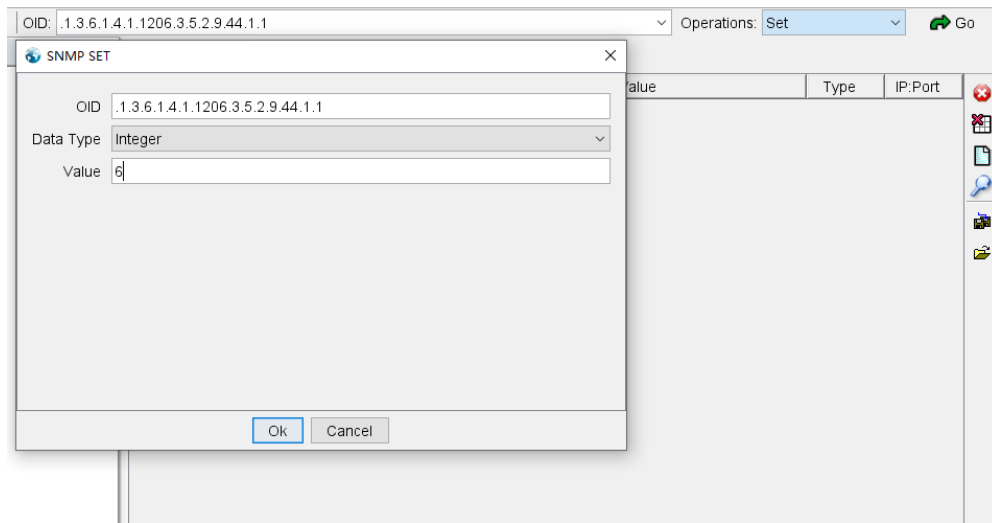 OID: .1.3.6.1.4.1.1206.3.5.2.9.44.1.1 Operations: Set Go
SNMP SET
Value Type IP:Port
OID .1.3.6.1.4.1.1206.3.5.2.9.44.1.1
Data Type Integer
Value 6
Ok Cancel